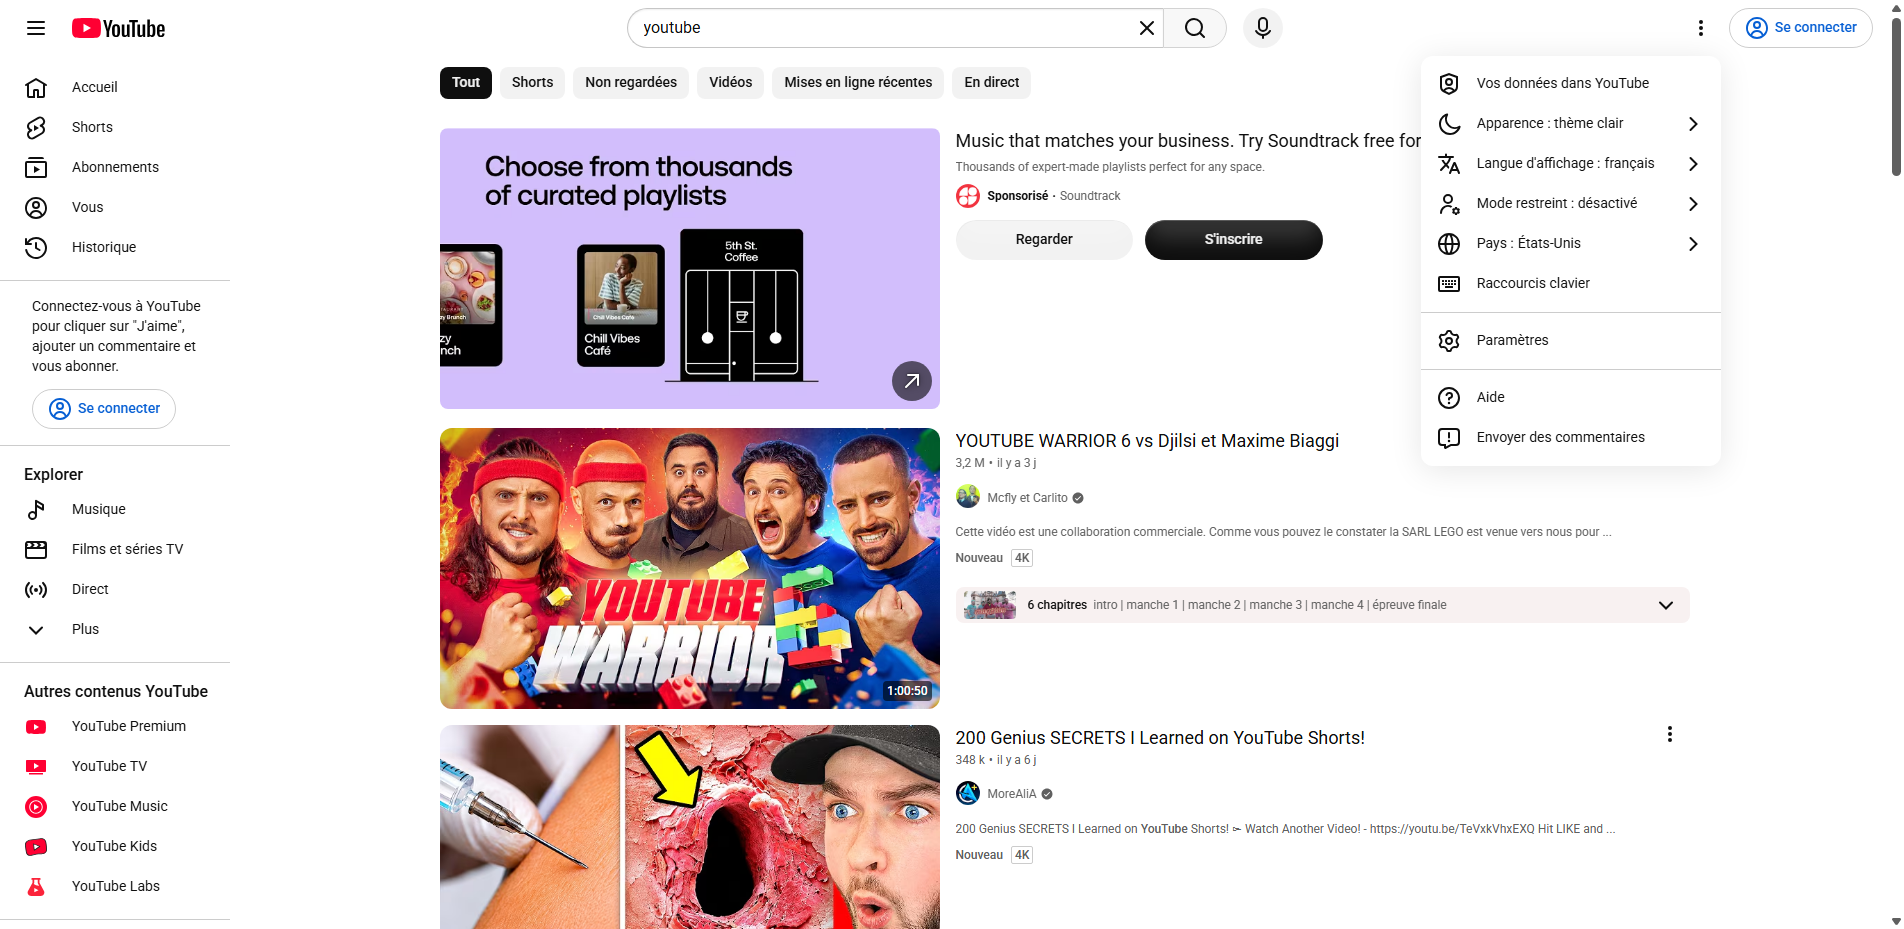 YouTube
youtube
Se connecter
Accueil
Shorts
Abonnements
Vous
Historique
Connectez-vous à YouTube
pour cliquer sur "J'aime",
ajouter un commentaire et
vous abonner.
Se connecter
Explorer
Musique
Films et séries TV
Direct
Plus
Autres contenus YouTube
YouTube Premium
YouTube TV
YouTube Music
YouTube Kids
YouTube Labs
Tout
Shorts
Non regardées
Vidéos
Mises en ligne récentes
En direct
Choose from thousands
of curated playlists
5th St.
Coffee
Chill Vibes Café
Chill Vibes
Café
zy
nch
Music that matches your business. Try Soundtrack free for
Thousands of expert-made playlists perfect for any space.
Sponsorisé · Soundtrack
Regarder
S'inscrire
YOUTUBE
WARRIOR
1:00:50
YOUTUBE WARRIOR 6 vs Djilsi et Maxime Biaggi
3,2 M • il y a 3 j
Mcfly et Carlito
Cette vidéo est une collaboration commerciale. Comme vous pouvez le constater la SARL LEGO est venue vers nous pour ...
Nouveau
4K
6 chapitres intro | manche 1 | manche 2 | manche 3 | manche 4 | épreuve finale
200 Genius SECRETS I Learned on YouTube Shorts!
348 k • il y a 6 j
MoreAliA
200 Genius SECRETS I Learned on YouTube Shorts! ➛ Watch Another Video! - https://youtu.be/TeVxkVhxEXQ Hit LIKE and ...
Nouveau
4K
Vos données dans YouTube
Apparence : thème clair
Langue d'affichage : français
Mode restreint : désactivé
Pays : États-Unis
Raccourcis clavier
Paramètres
Aide
Envoyer des commentaires